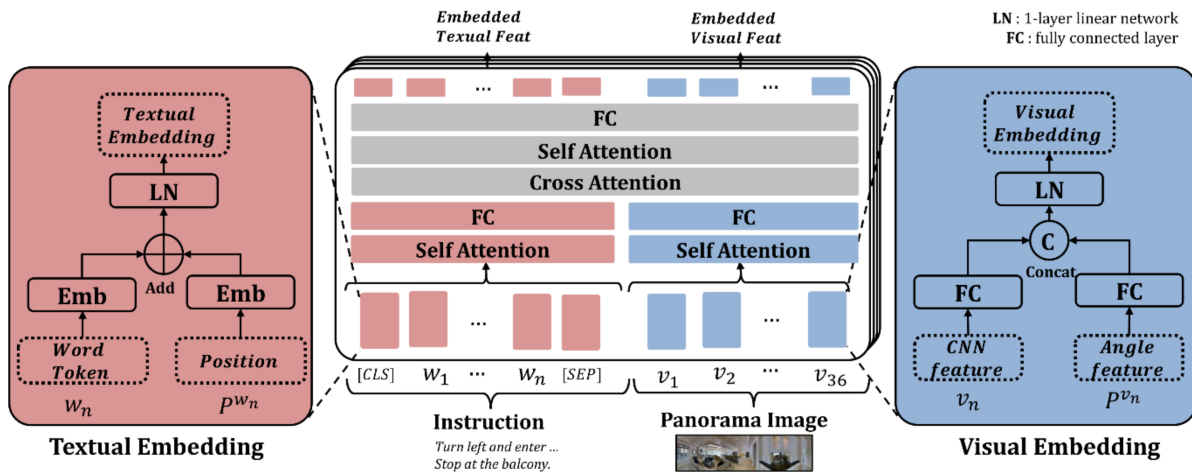 Embedded
Texual Feat
Embedded
Visual Feat
LN : 1-layer linear network
FC : fully connected layer
Textual
Embedding
LN
Add
Emb
Emb
Word
Token
Position
w_n
P^{w_n}
Textual Embedding
...
...
FC
Self Attention
Cross Attention
FC
FC
Self Attention
Self Attention
...
...
[CLS] w_1 ... w_n [SEP]
v_1 v_2 ... v_36
Instruction
Turn left and enter ...
Stop at the balcony.
Panorama Image
Visual
Embedding
LN
C
Concat
FC
FC
CNN
feature
Angle
feature
v_n
P^{v_n}
Visual Embedding